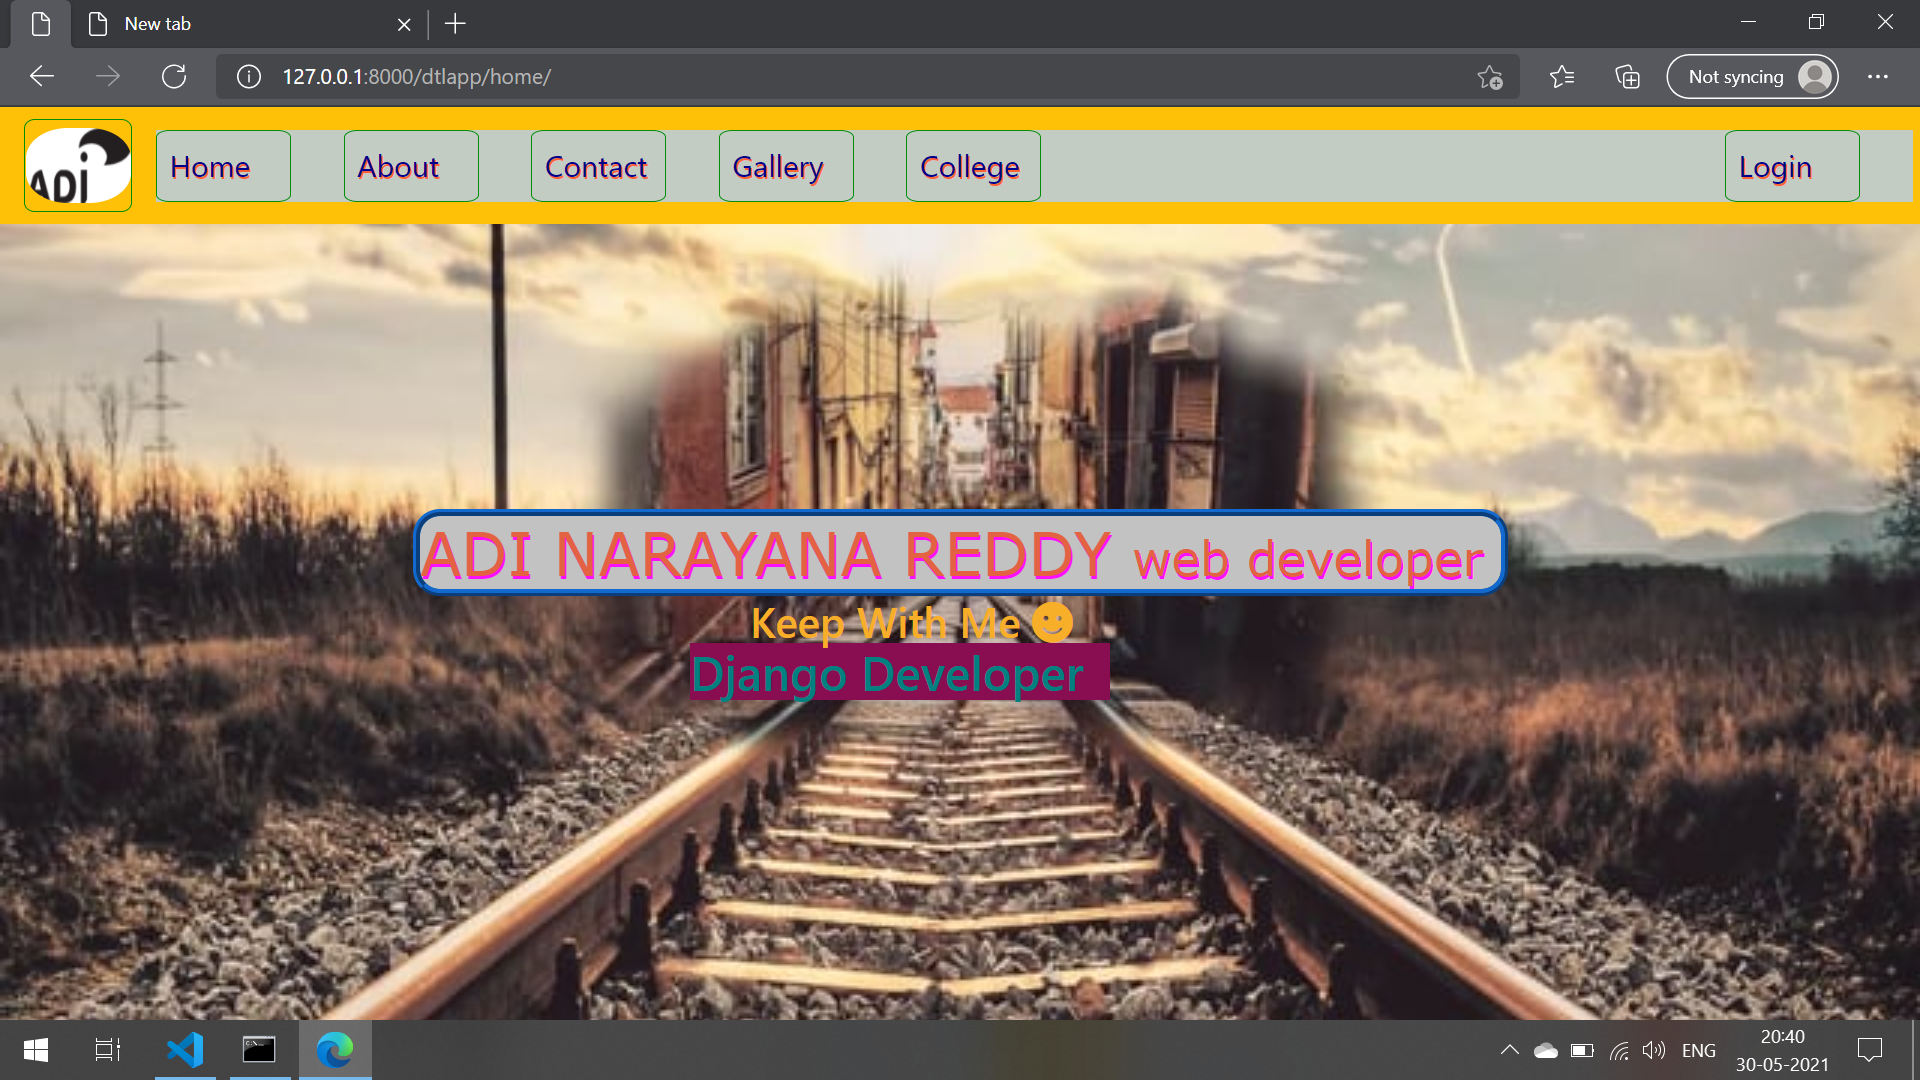 New tab
127.0.0.1:8000/dtlapp/home/
Not syncing
ADi
Home
About
Contact
Gallery
College
Login
ADI NARAYANA REDDY web developer
Keep With Me
Django Developer
ENG
20:40
30-05-2021